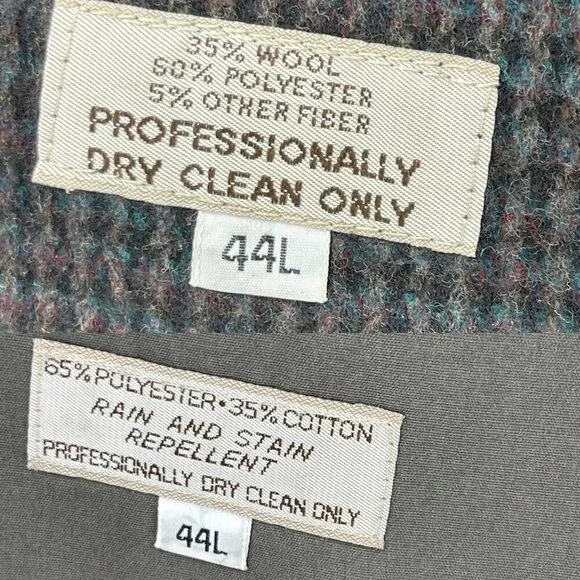 35% WOOL
60% POLYESTER
5% OTHER FIBER
PROFESSIONALLY
DRY CLEAN ONLY
44L
65% POLYESTER • 35% COTTON
RAIN AND STAIN
REPELLENT
PROFESSIONALLY DRY CLEAN ONLY
44L